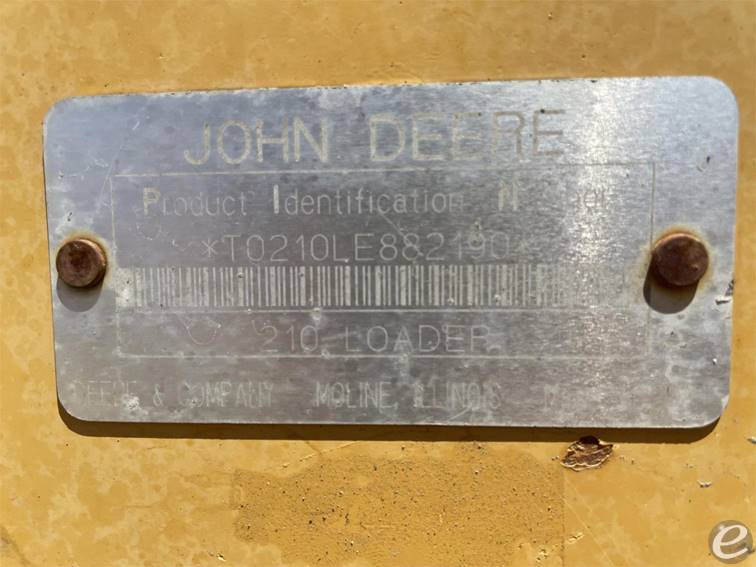 JOHN DEERE
Product Identification
*T0210LE882190
210 LOADER
DEERE & COMPANY MOLINE, ILLINOIS
e